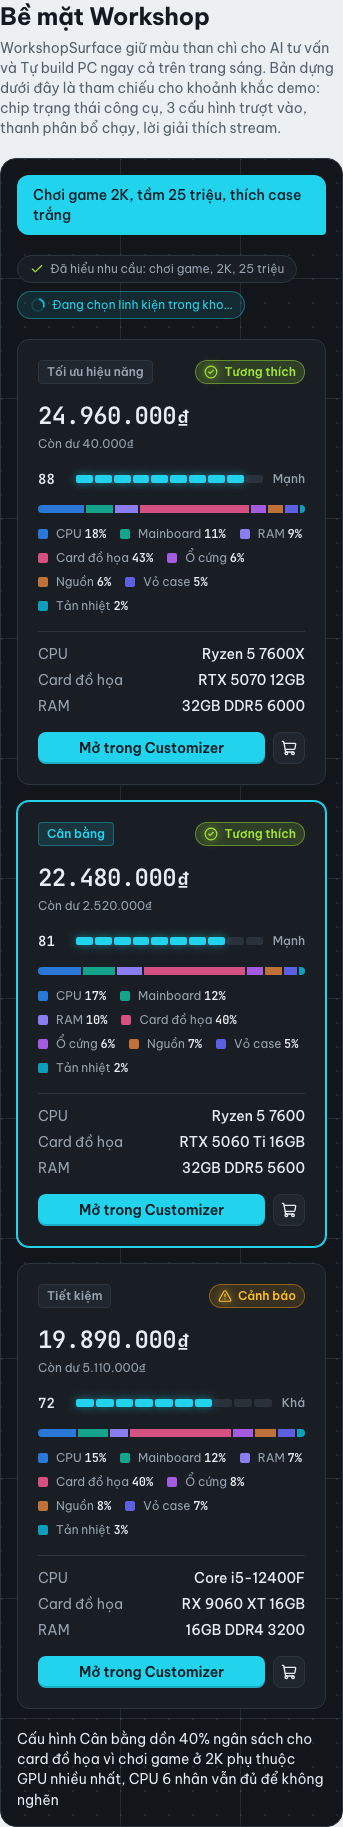 Bề mặt Workshop
WorkshopSurface giữ màu than chì cho AI tư vấn
và Tự build PC ngay cả trên trang sáng. Bản dựng
dưới đây là tham chiếu cho khoảnh khắc demo:
chip trạng thái công cụ, 3 cấu hình trượt vào,
thanh phân bổ chạy, lời giải thích stream.
Chơi game 2K, tầm 25 triệu, thích case
trắng
Đã hiểu nhu cầu: chơi game, 2K, 25 triệu
Đang chọn linh kiện trong kho...
Tối ưu hiệu năng
Tương thích
24.960.000₫
Còn dư 40.000₫
88 Mạnh
CPU 18% Mainboard 11% RAM 9%
Card đồ họa 43% Ổ cứng 6%
Nguồn 6% Vỏ case 5%
Tản nhiệt 2%
CPU Ryzen 5 7600X
Card đồ họa RTX 5070 12GB
RAM 32GB DDR5 6000
Mở trong Customizer
Cân bằng
Tương thích
22.480.000₫
Còn dư 2.520.000₫
81 Mạnh
CPU 17% Mainboard 12%
RAM 10% Card đồ họa 40%
Ổ cứng 6% Nguồn 7% Vỏ case 5%
Tản nhiệt 2%
CPU Ryzen 5 7600
Card đồ họa RTX 5060 Ti 16GB
RAM 32GB DDR5 5600
Mở trong Customizer
Tiết kiệm
Cảnh báo
19.890.000₫
Còn dư 5.110.000₫
72 Khá
CPU 15% Mainboard 12% RAM 7%
Card đồ họa 40% Ổ cứng 8%
Nguồn 8% Vỏ case 7%
Tản nhiệt 3%
CPU Core i5-12400F
Card đồ họa RX 9060 XT 16GB
RAM 16GB DDR4 3200
Mở trong Customizer
Cấu hình Cân bằng dồn 40% ngân sách cho
card đồ họa vì chơi game ở 2K phụ thuộc
GPU nhiều nhất, CPU 6 nhân vẫn đủ để không
nghẽn